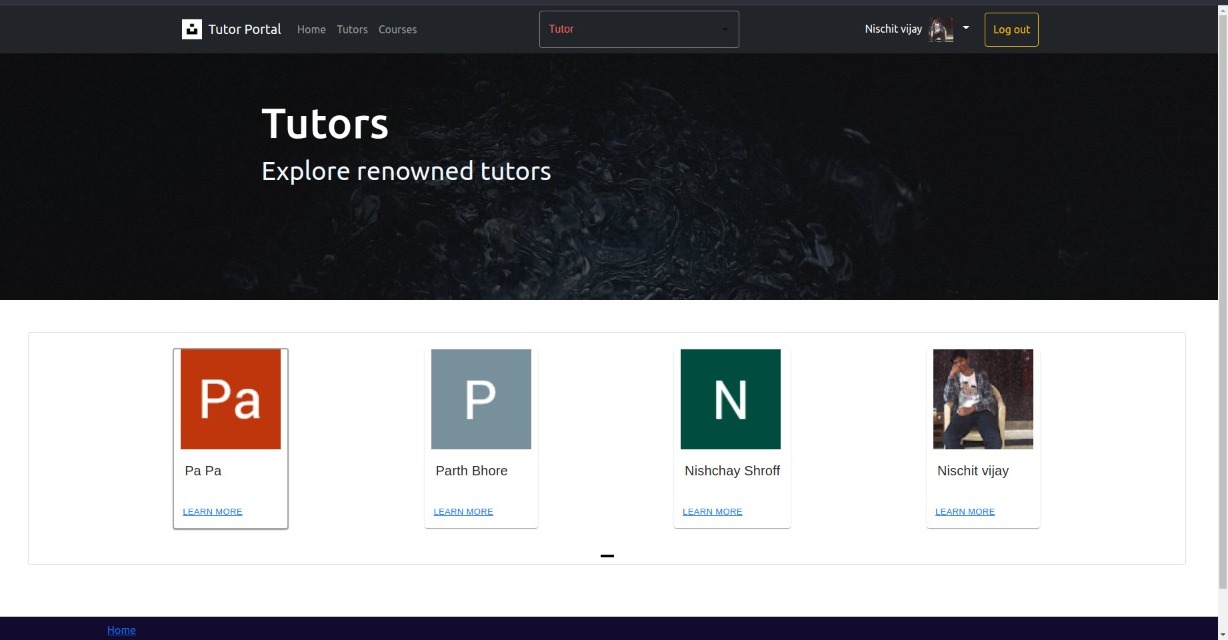 Tutor Portal Home Tutors Courses Tutor Nischit vijay Log out
Tutors
Explore renowned tutors
Pa P N
Pa Pa Parth Bhore Nishchay Shroff Nischit vijay
LEARN MORE LEARN MORE LEARN MORE LEARN MORE
Home